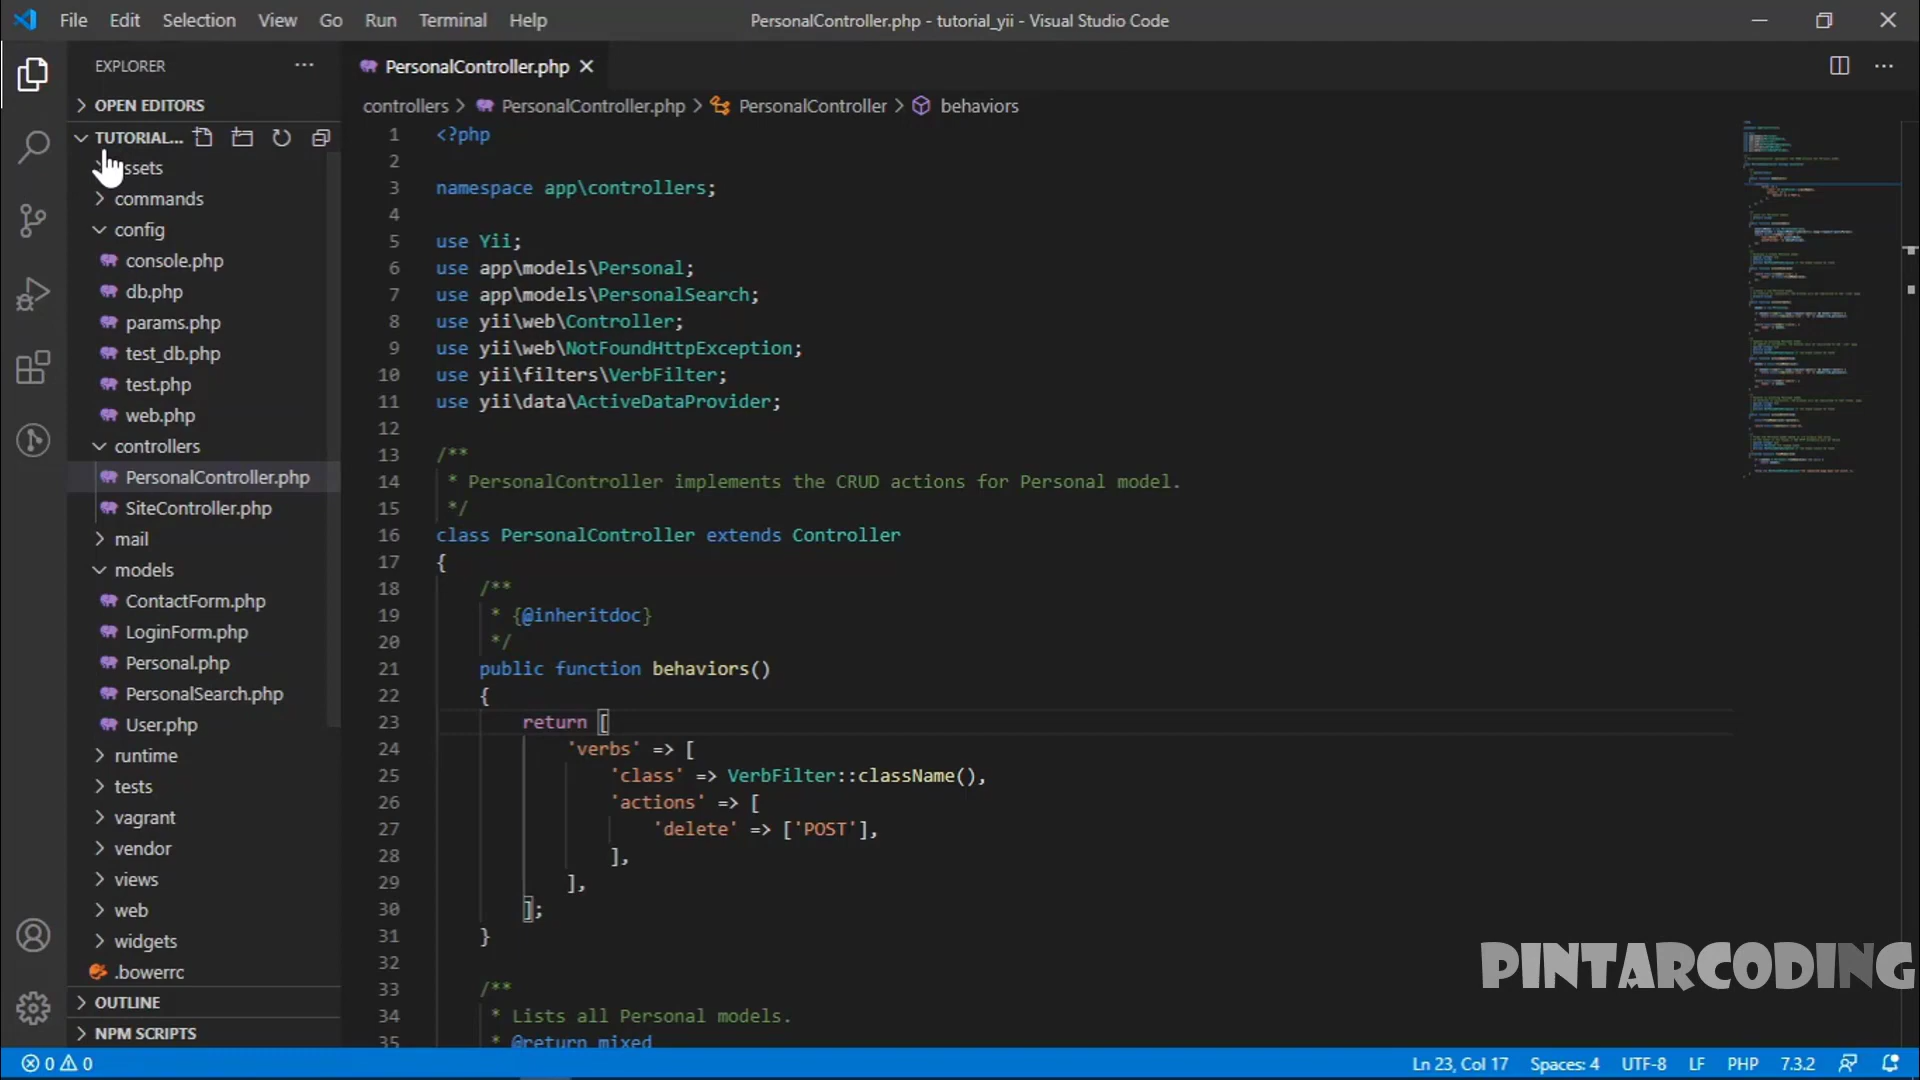 File Edit Selection View Go Run Terminal Help
PersonalController.php - tutorial_yii - Visual Studio Code
EXPLORER
OPEN EDITORS
TUTORIAL...
ssets
commands
config
console.php
db.php
params.php
test_db.php
test.php
web.php
controllers
PersonalController.php
SiteController.php
mail
models
ContactForm.php
LoginForm.php
Personal.php
PersonalSearch.php
User.php
runtime
tests
vagrant
vendor
views
web
widgets
.bowerrc
OUTLINE
NPM SCRIPTS
PersonalController.php
controllers > PersonalController.php > PersonalController > behaviors
1 <?php
2
3 namespace app\controllers;
4
5 use Yii;
6 use app\models\Personal;
7 use app\models\PersonalSearch;
8 use yii\web\Controller;
9 use yii\web\NotFoundHttpException;
10 use yii\filters\VerbFilter;
11 use yii\data\ActiveDataProvider;
12
13 /**
14 * PersonalController implements the CRUD actions for Personal model.
15 */
16 class PersonalController extends Controller
17 {
18 /**
19 * {@inheritdoc}
20 */
21 public function behaviors()
22 {
23 return [
24 'verbs' => [
25 'class' => VerbFilter::className(),
26 'actions' => [
27 'delete' => ['POST'],
28 ],
29 ],
30 ];
31 }
32
33 /**
34 * Lists all Personal models.
35 * @return mixed
PINTARCODING
0 0
Ln 23, Col 17 Spaces: 4 UTF-8 LF PHP 7.3.2